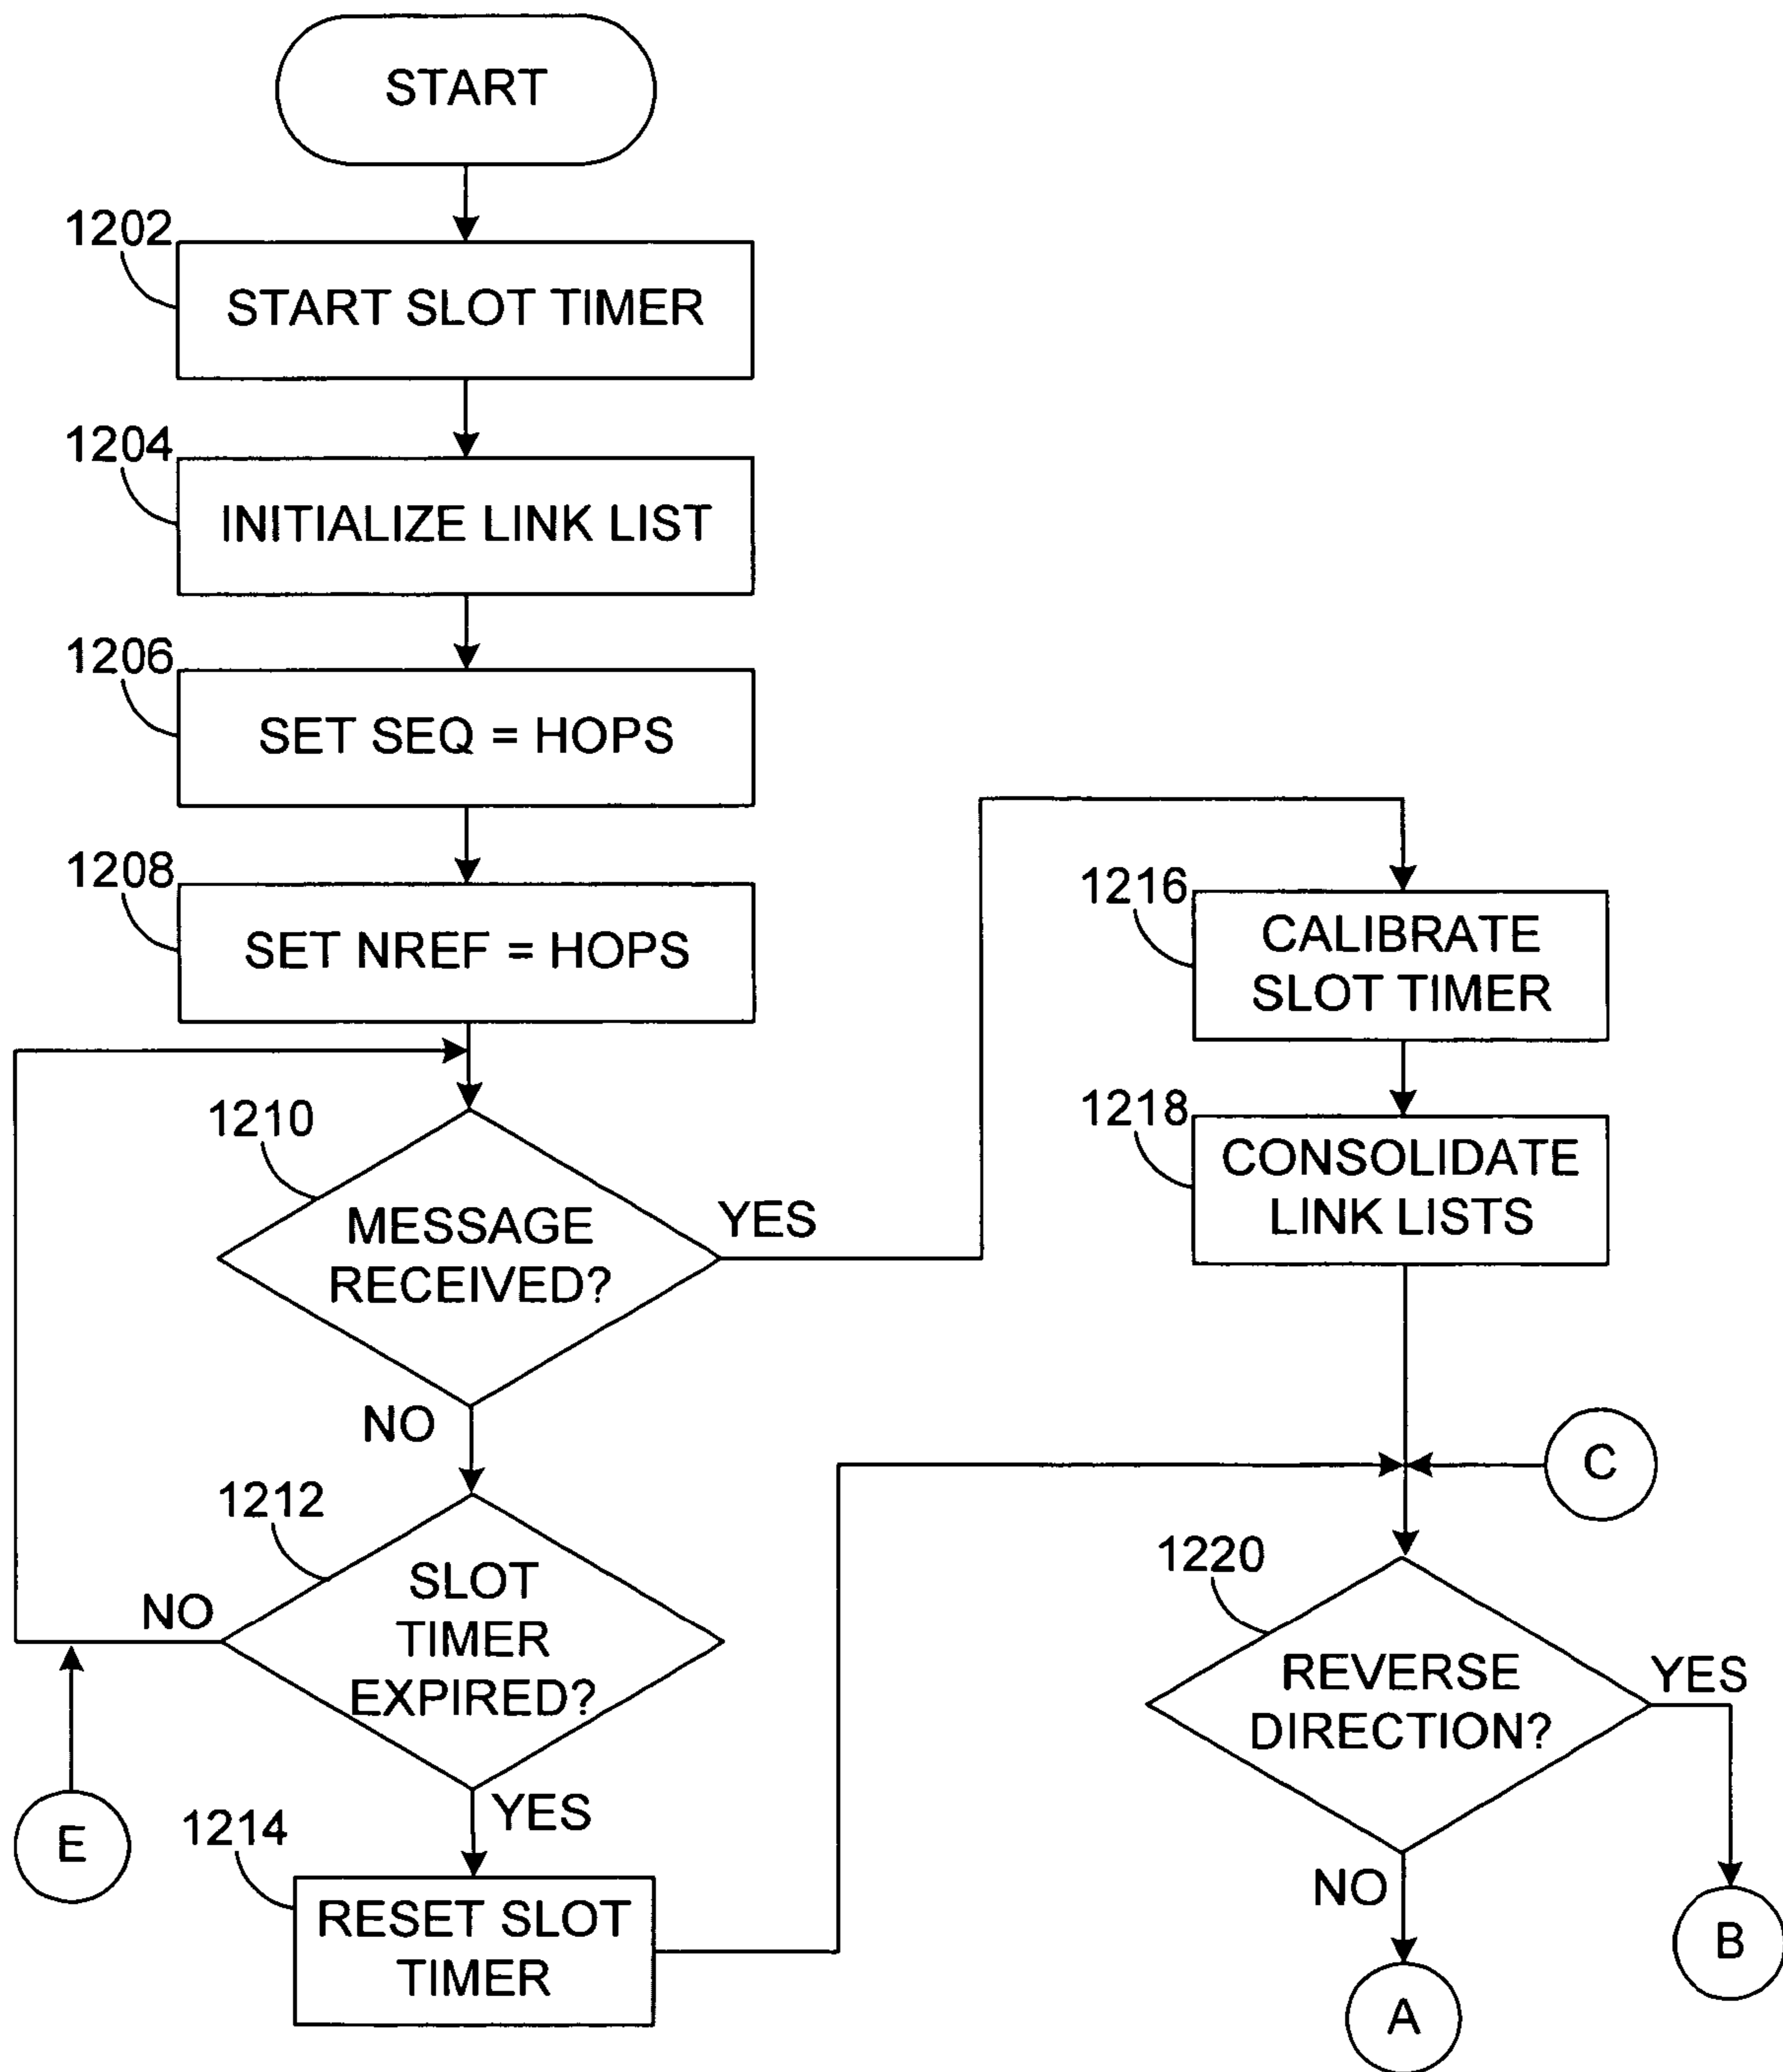 START
1202
START SLOT TIMER
1204
INITIALIZE LINK LIST
1206
SET SEQ = HOPS
1208
SET NREF = HOPS
1210
MESSAGE
RECEIVED?
YES
NO
1212
SLOT
TIMER
EXPIRED?
NO
YES
E
1214
RESET SLOT
TIMER
1216
CALIBRATE
SLOT TIMER
1218
CONSOLIDATE
LINK LISTS
C
1220
REVERSE
DIRECTION?
YES
NO
B
A